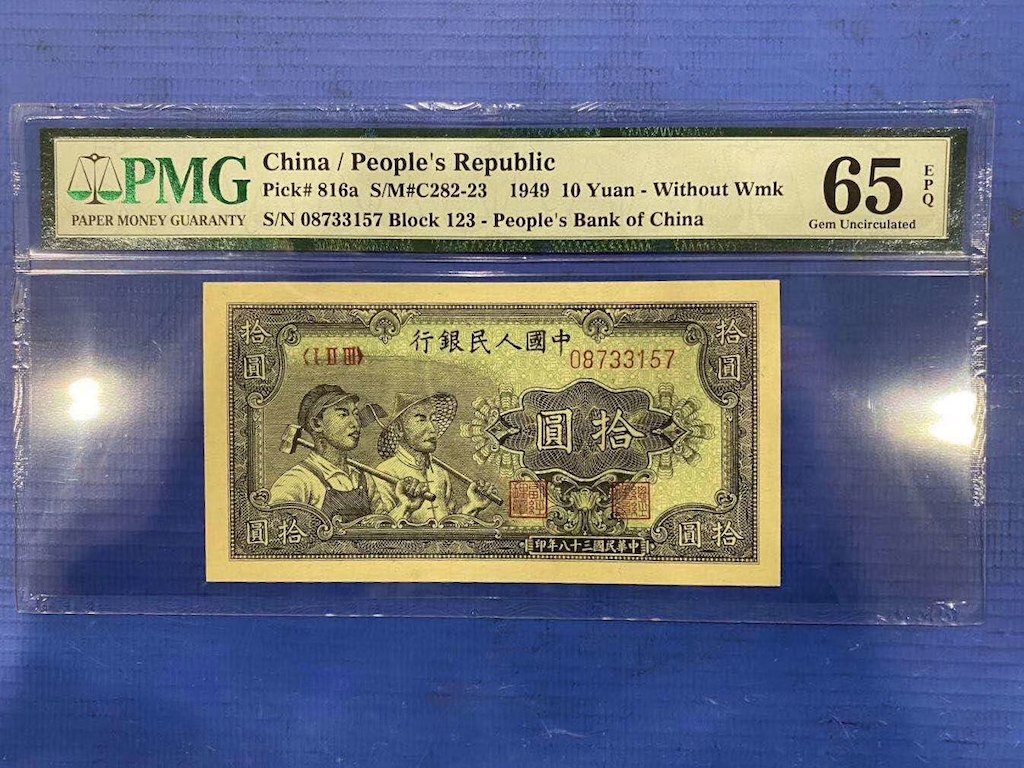 PMG
PAPER MONEY GUARANTY
China / People's Republic
Pick# 816a S/M#C282-23 1949 10 Yuan - Without Wmk
S/N 08733157 Block 123 - People's Bank of China
65
EPQ
Gem Uncirculated
拾圓
行銀民人國中
拾圓
〈I II III〉
08733157
圓拾
圓拾
印年八十三國民華中
圓拾